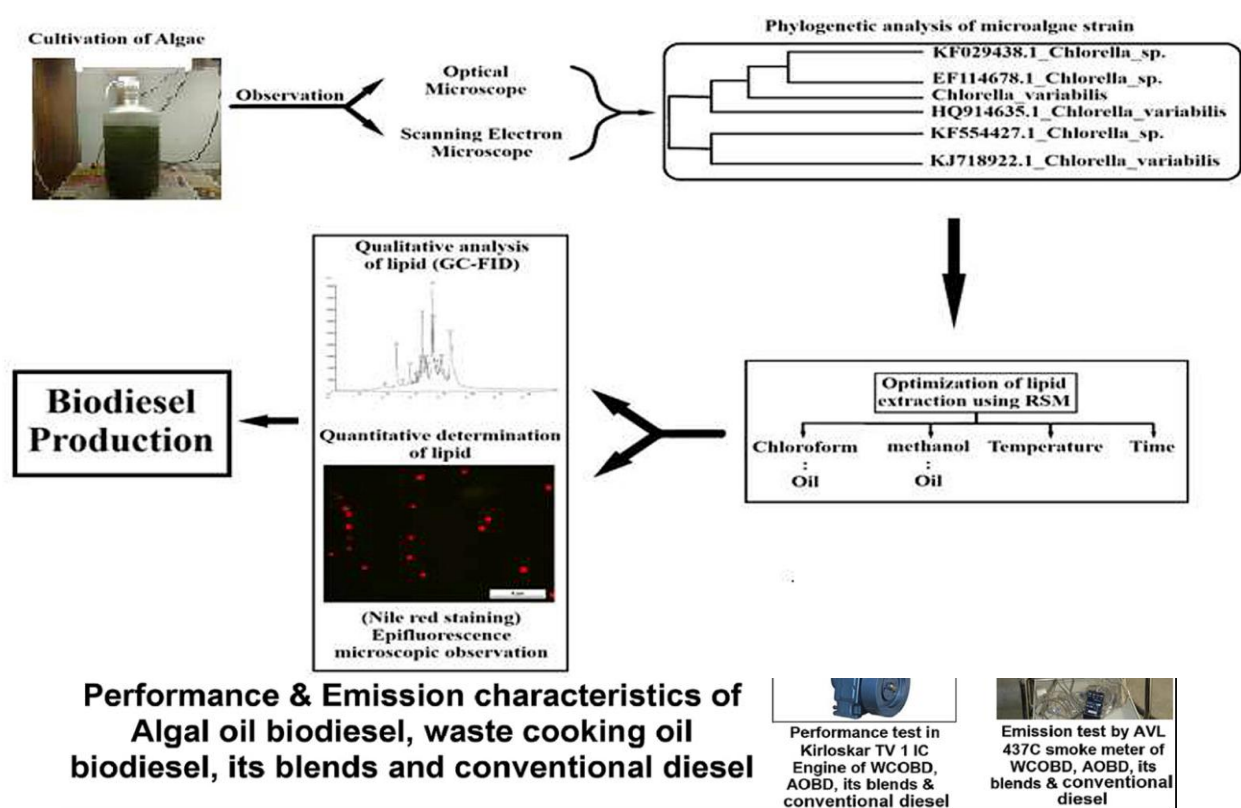 Cultivation of Algae
Observation
Optical
Microscope
Scanning Electron
Microscope
Phylogenetic analysis of microalgae strain
KF029438.1_Chlorella_sp.
EF114678.1_Chlorella_sp.
Chlorella_variabilis
HQ914635.1_Chlorella_variabilis
KF554427.1_Chlorella_sp.
KJ718922.1_Chlorella_variabilis
Optimization of lipid
extraction using RSM
Chloroform
:
Oil
methanol
:
Oil
Temperature
Time
Qualitative analysis
of lipid (GC-FID)
Quantitative determination
of lipid
(Nile red staining)
Epifluorescence
microscopic observation
Biodiesel
Production
Performance & Emission characteristics of
Algal oil biodiesel, waste cooking oil
biodiesel, its blends and conventional diesel
Performance test in
Kirloskar TV 1 IC
Engine of WCOBD,
AOBD, its blends &
conventional diesel
Emission test by AVL
437C smoke meter of
WCOBD, AOBD, its
blends & conventional
diesel